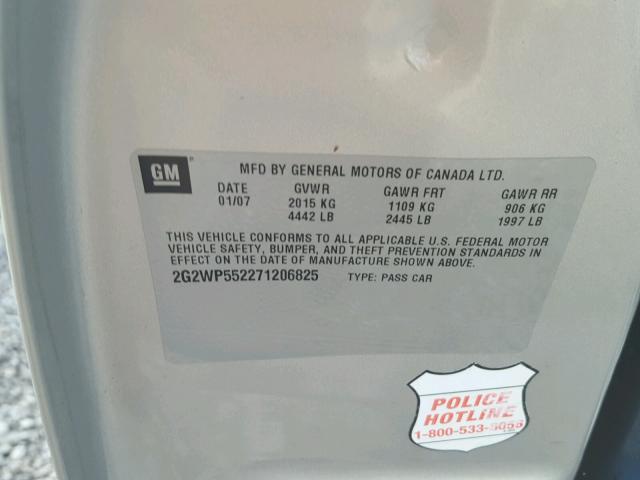 GM ®
MFD BY GENERAL MOTORS OF CANADA LTD.
DATE GVWR GAWR FRT GAWR RR
01/07 2015 KG 1109 KG 906 KG
4442 LB 2445 LB 1997 LB
THIS VEHICLE CONFORMS TO ALL APPLICABLE U.S. FEDERAL MOTOR
VEHICLE SAFETY, BUMPER, AND THEFT PREVENTION STANDARDS IN
EFFECT ON THE DATE OF MANUFACTURE SHOWN ABOVE.
2G2WP552271206825 TYPE: PASS CAR
POLICE
HOTLINE